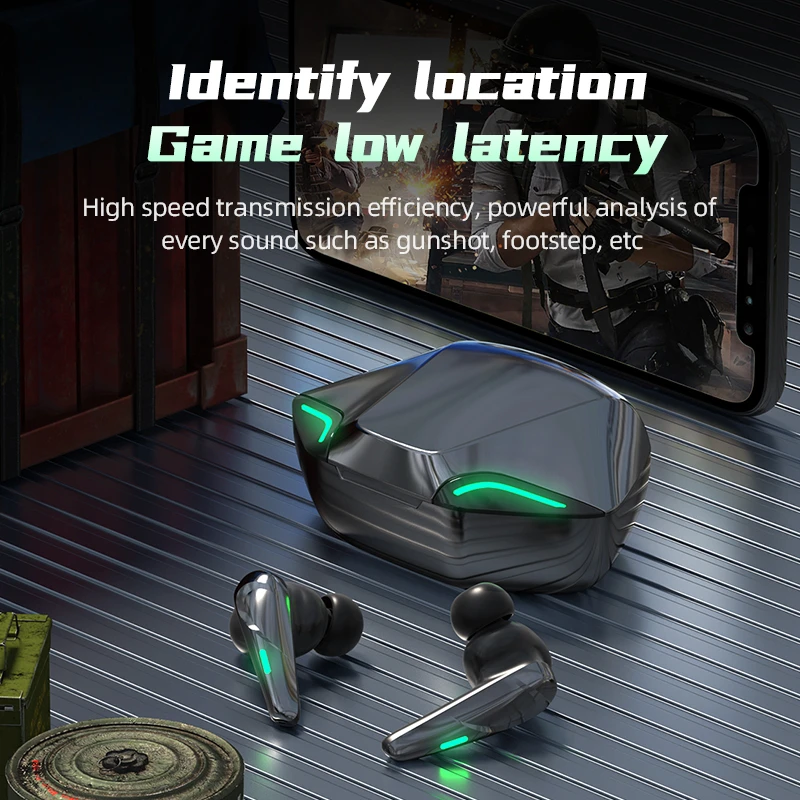 Identify location
Game low latency
High speed transmission efficiency, powerful analysis of
every sound such as gunshot, footstep, etc